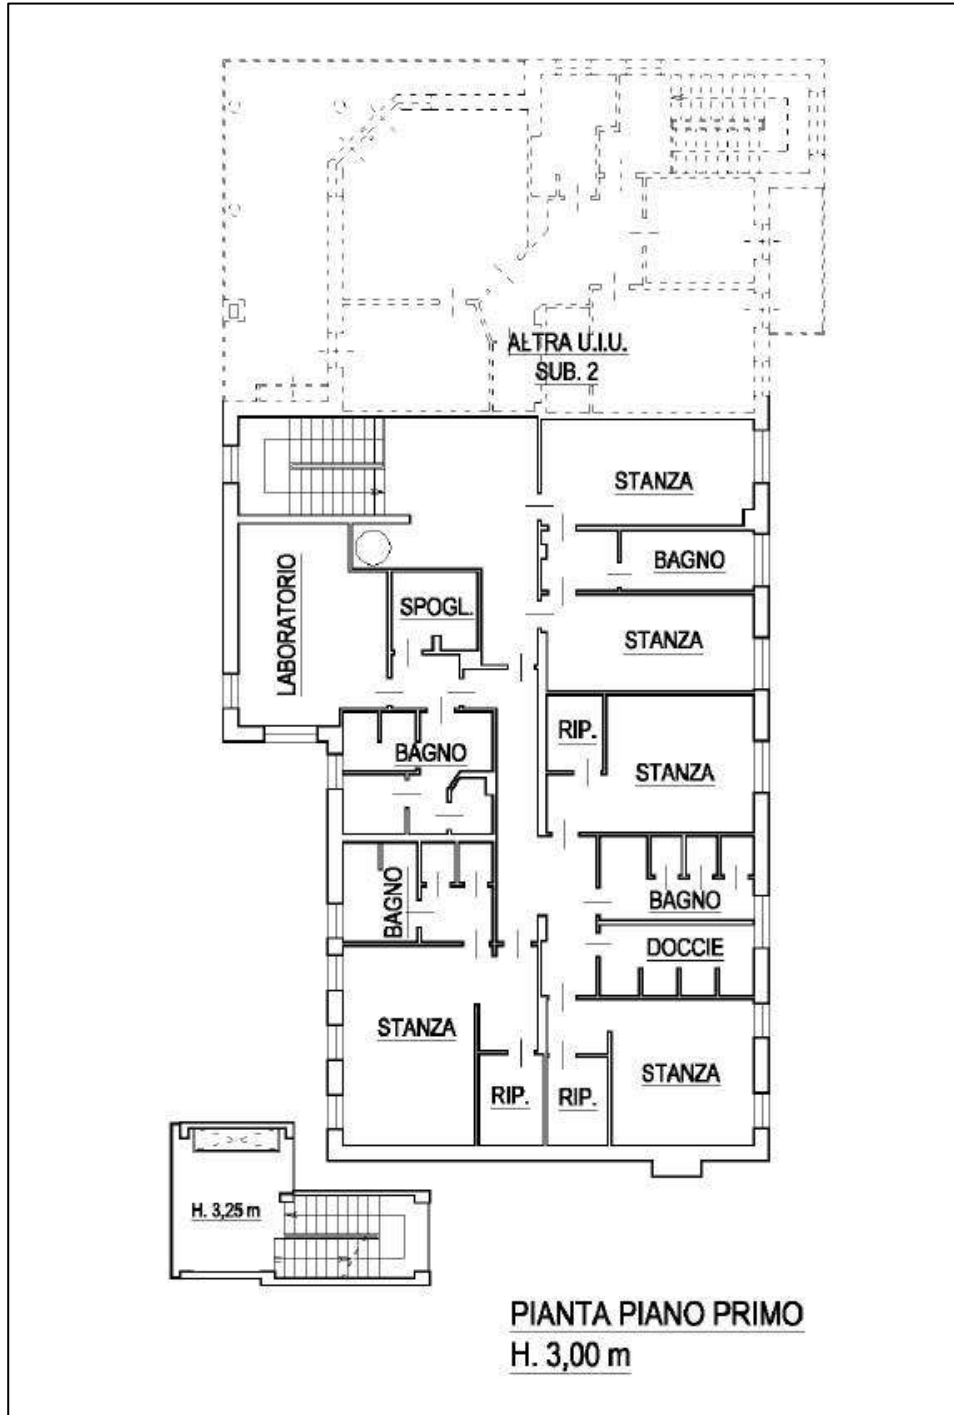 ALTRA U.I.U.
SUB. 2
STANZA
BAGNO
LABORATORIO
SPOGL.
STANZA
RIP.
BAGNO
STANZA
BAGNO
BAGNO
DOCCIE
STANZA
STANZA
RIP.
RIP.
H. 3,25 m
PIANTA PIANO PRIMO
H. 3,00 m